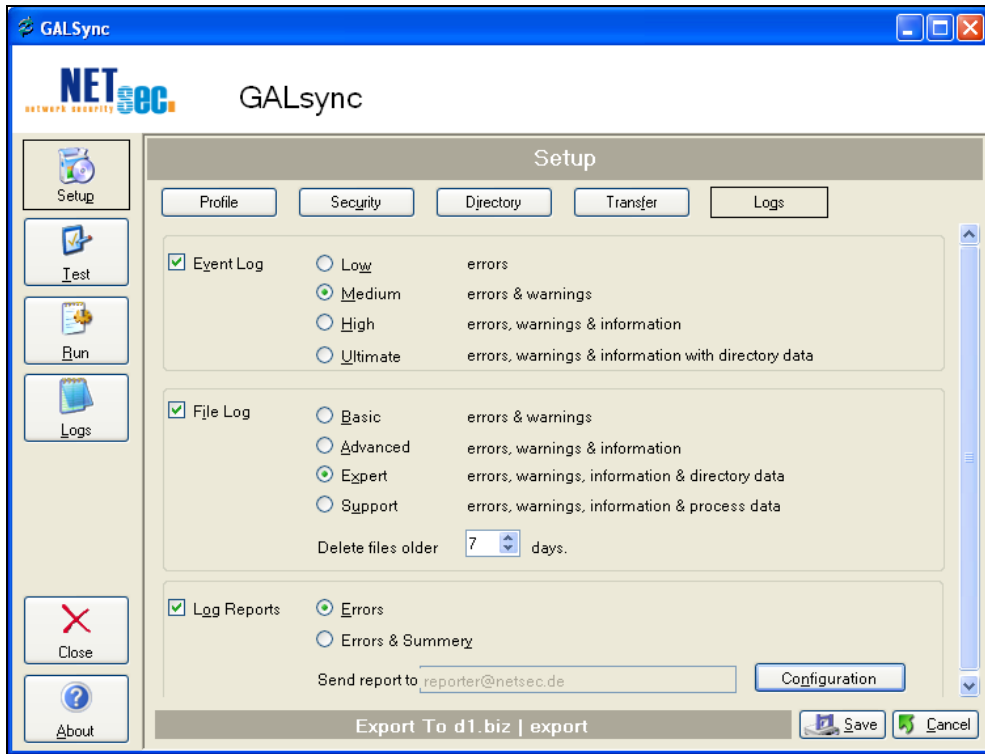 GALSync
NETsec.
network security
GALsync
Setup
Test
Run
Logs
Close
About
Setup
Profile Security Directory Transfer Logs
Event Log
Low errors
Medium errors & warnings
High errors, warnings & information
Ultimate errors, warnings & information with directory data
File Log
Basic errors & warnings
Advanced errors, warnings & information
Expert errors, warnings, information & directory data
Support errors, warnings, information & process data
Delete files older 7 days.
Log Reports
Errors
Errors & Summery
Send report to reporter@netsec.de Configuration
Export To d1.biz | export
Save Cancel